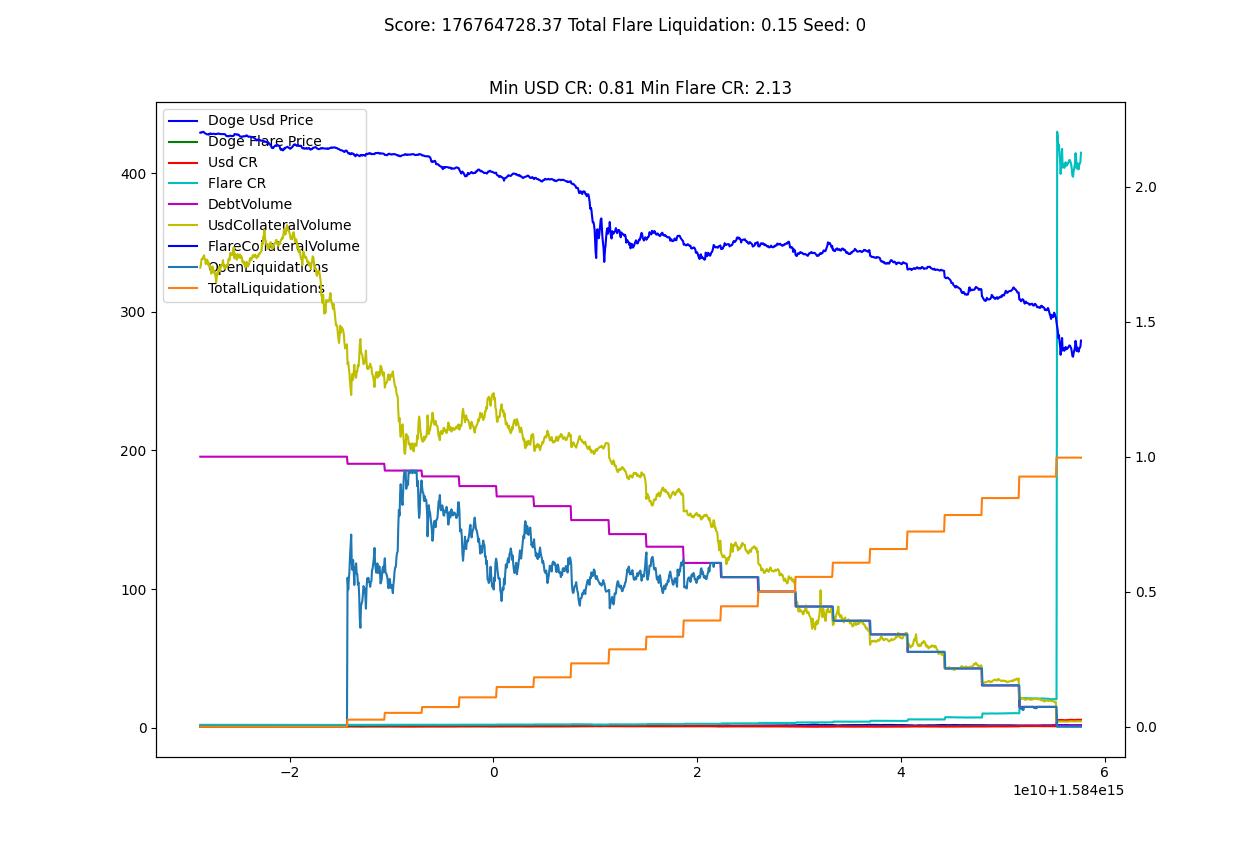 Score: 176764728.37 Total Flare Liquidation: 0.15 Seed: 0
Min USD CR: 0.81 Min Flare CR: 2.13
Doge Usd Price
Doge Flare Price
Usd CR
Flare CR
DebtVolume
UsdCollateralVolume
FlareCollateralVolume
OpenLiquidations
TotalLiquidations
400
300
200
100
0
2.0
1.5
1.0
0.5
0.0
−2
0
2
4
6
1e10+1.584e15